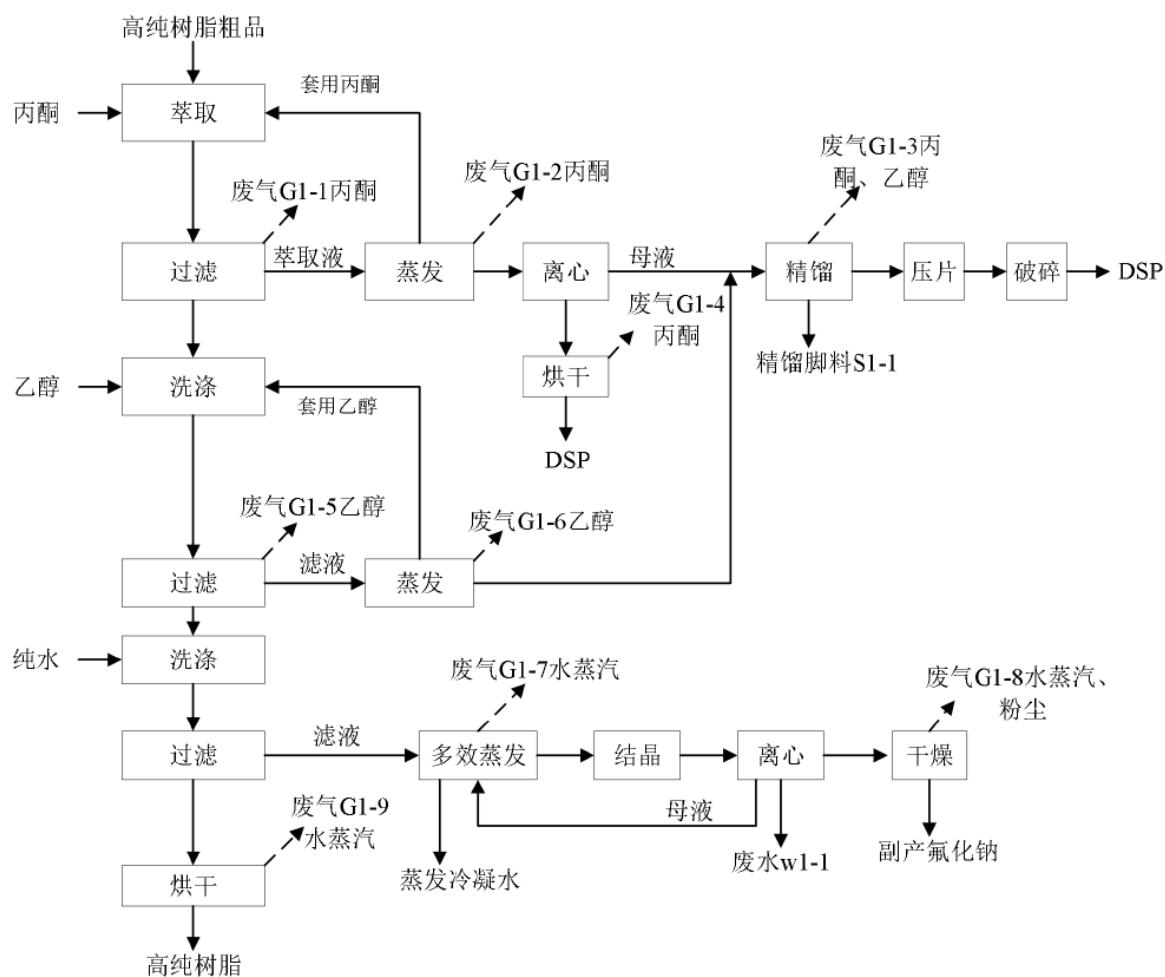 高纯树脂粗品
套用丙酮
丙酮
萃取
废气G1-3丙
酮、乙醇
废气G1-2丙酮
废气G1-1丙酮
过滤
萃取液
蒸发
离心
母液
精馏
压片
破碎
DSP
废气G1-4
丙酮
精馏脚料S1-1
烘干
乙醇
洗涤
套用乙醇
DSP
废气G1-5乙醇
废气G1-6乙醇
过滤
滤液
蒸发
纯水
洗涤
废气G1-7水蒸汽
废气G1-8水蒸汽、
粉尘
过滤
滤液
多效蒸发
结晶
离心
干燥
母液
废气G1-9
水蒸汽
烘干
蒸发冷凝水
废水w1-1
副产氟化钠
高纯树脂